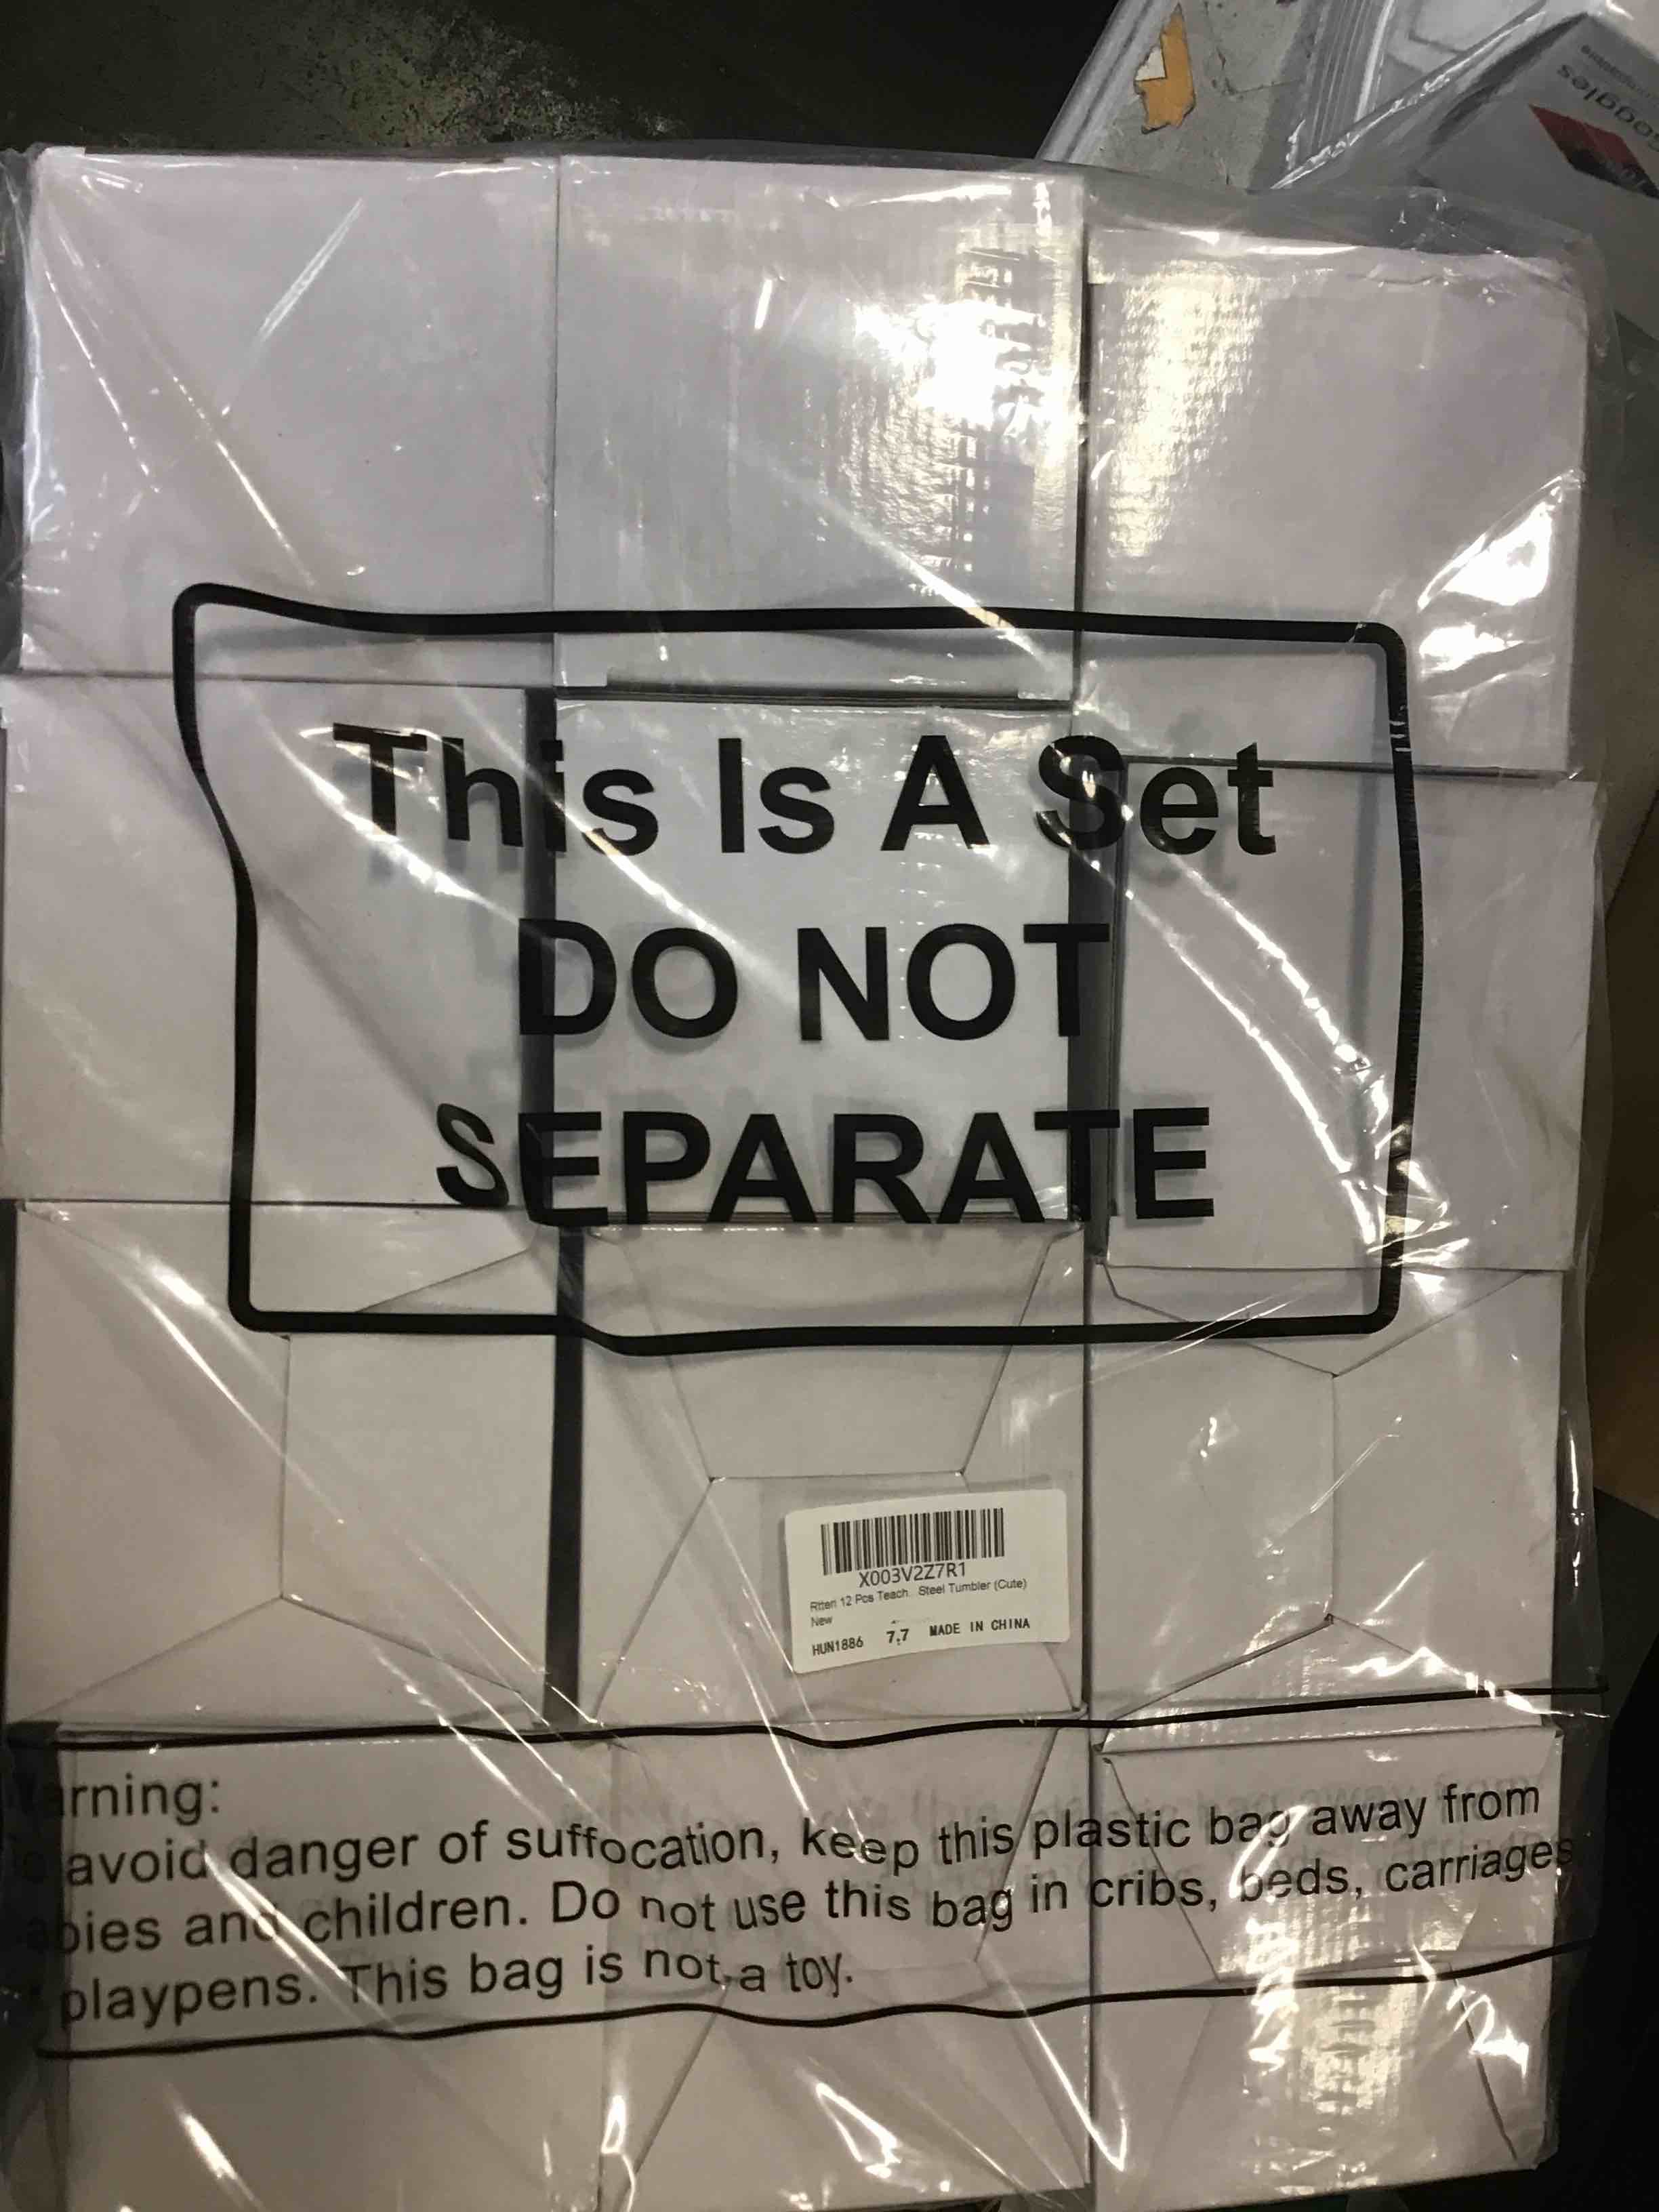 This Is A Set
DO NOT
SEPARATE
X003V2Z7R1
Rtteri 12 Pcs Teach Steel Tumbler (Cute)
New
HUN1886 7.7 MADE IN CHINA
arning:
avoid danger of suffocation, keep this plastic bag away from
bies and children. Do not use this bag in cribs, beds, carriages
playpens. This bag is not a toy.